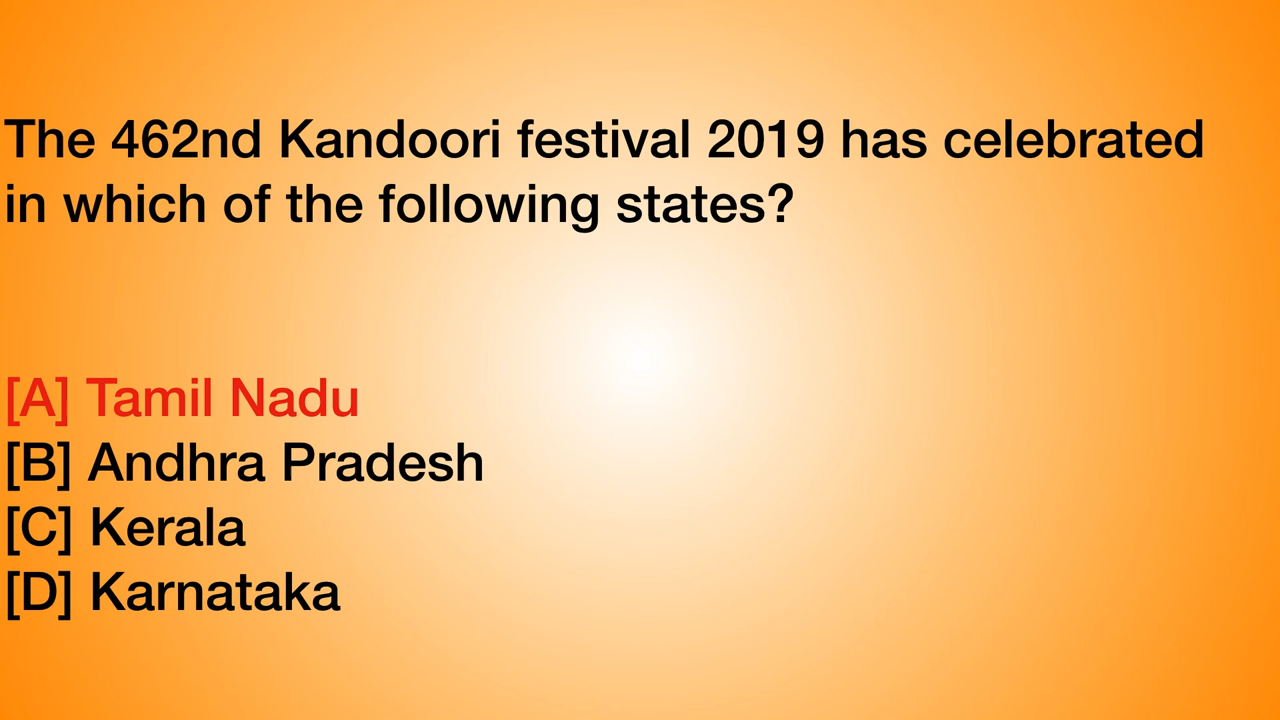 The 462nd Kandoori festival 2019 has celebrated
in which of the following states?
[A] Tamil Nadu
[B] Andhra Pradesh
[C] Kerala
[D] Karnataka